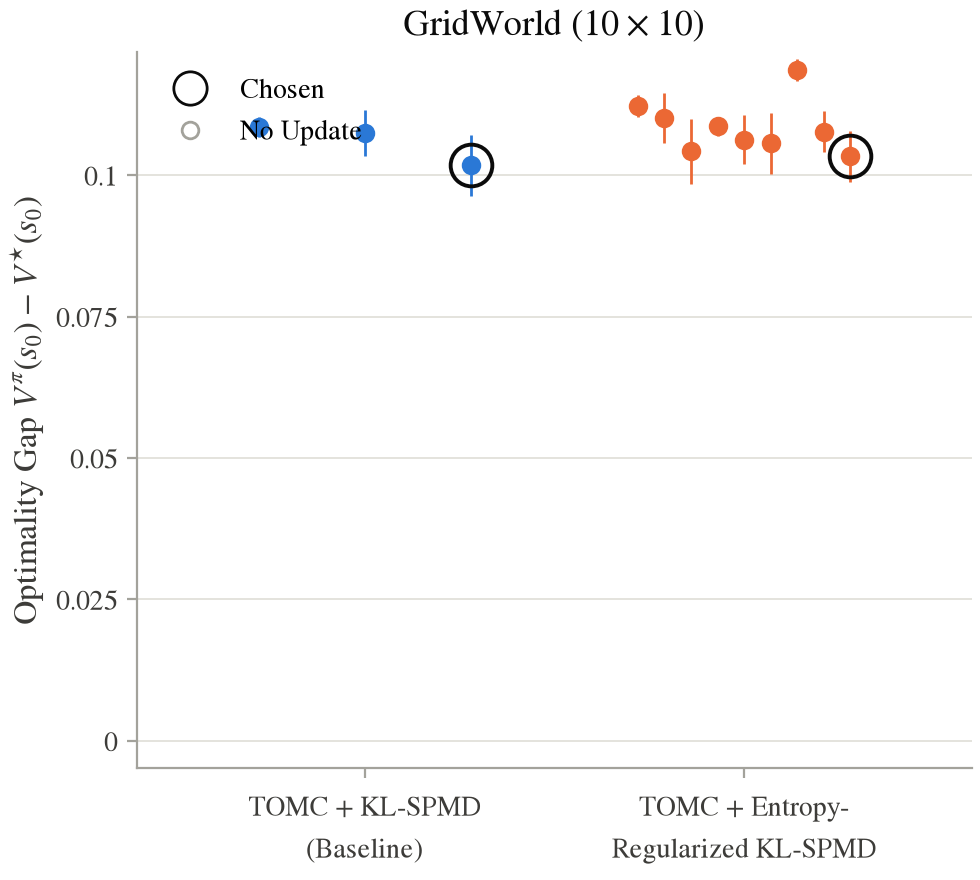 GridWorld (10 × 10)
Chosen
No Update
0.1
0.075
0.05
0.025
0
Optimality Gap V^π(s₀) − V^★(s₀)
TOMC + KL-SPMD
(Baseline)
TOMC + Entropy-
Regularized KL-SPMD